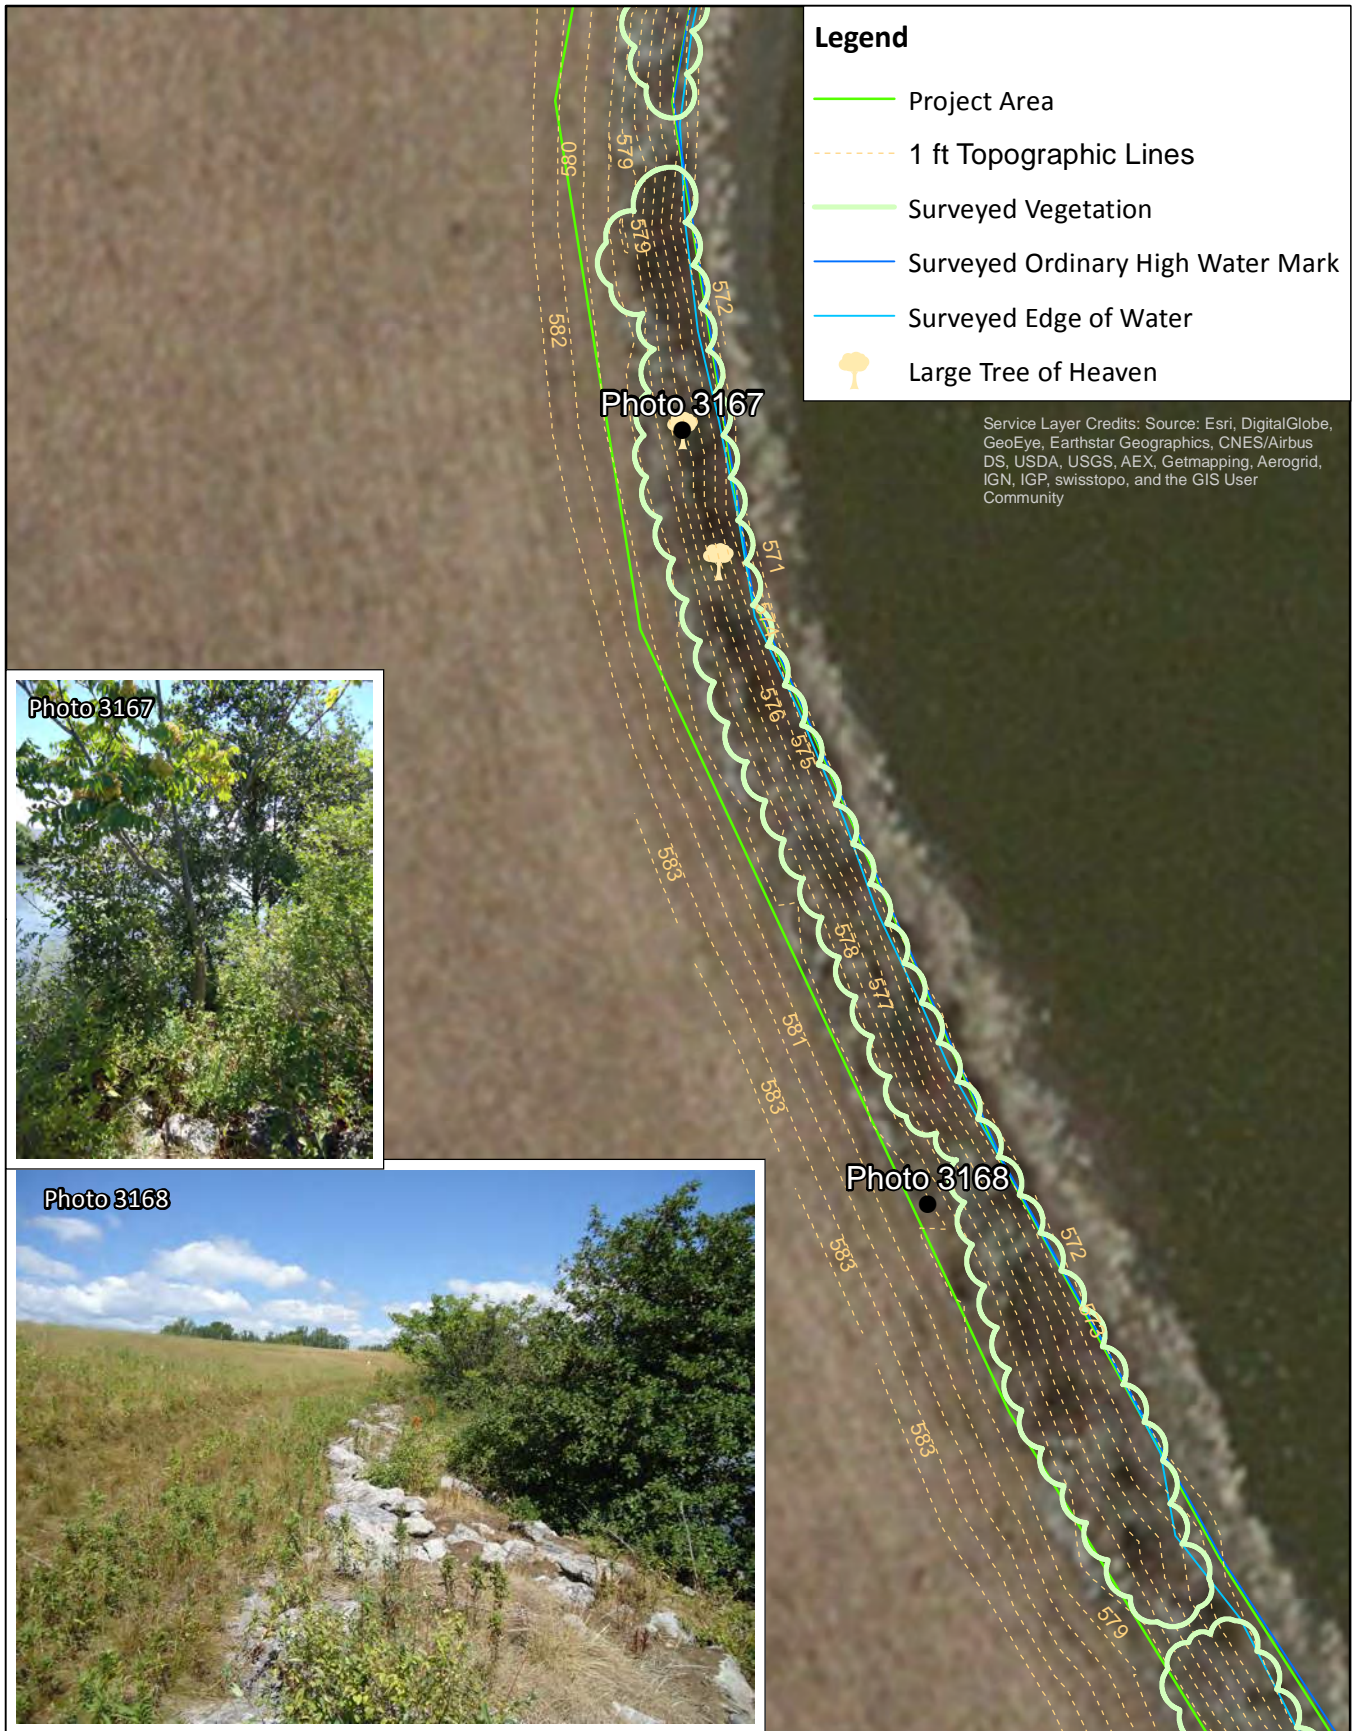 Legend
Project Area
1 ft Topographic Lines
Surveyed Vegetation
Surveyed Ordinary High Water Mark
Surveyed Edge of Water
Large Tree of Heaven
Service Layer Credits: Source: Esri, DigitalGlobe,
GeoEye, Earthstar Geographics, CNES/Airbus
DS, USDA, USGS, AEX, Getmapping, Aerogrid,
IGN, IGP, swisstopo, and the GIS User
Community
580
579
579
572
582
Photo 3167
571
576
575
Photo 3167
583
578
577
581
583
Photo 3168
Photo 3168
572
583
573
583
579